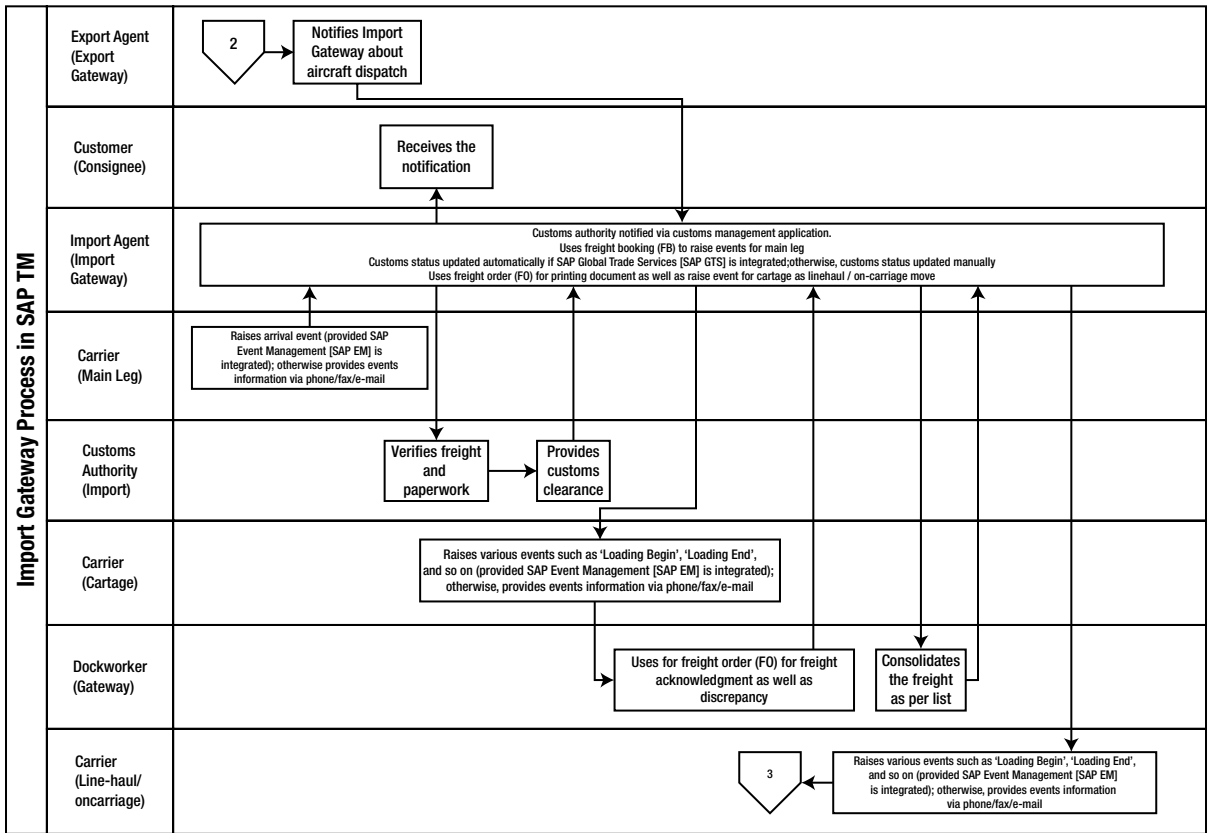 Import Gateway Process in SAP TM
Export Agent
(Export
Gateway)
2
Notifies Import
Gateway about
aircraft dispatch
Customer
(Consignee)
Receives the
notification
Import Agent
(Import
Gateway)
Customs authority notified via customs management application.
Uses freight booking (FB) to raise events for main leg
Customs status updated automatically if SAP Global Trade Services [SAP GTS] is integrated;otherwise, customs status updated manually
Uses freight order (FO) for printing document as well as raise event for cartage as linehaul / on-carriage move
Carrier
(Main Leg)
Raises arrival event (provided SAP
Event Management [SAP EM] is
integrated); otherwise provides events
information via phone/fax/e-mail
Customs
Authority
(Import)
Verifies freight
and
paperwork
Provides
customs
clearance
Carrier
(Cartage)
Raises various events such as ‘Loading Begin’, ‘Loading End’,
and so on (provided SAP Event Management [SAP EM] is integrated);
otherwise, provides events information via phone/fax/e-mail
Dockworker
(Gateway)
Uses for freight order (FO) for freight
acknowledgment as well as
discrepancy
Consolidates
the freight
as per list
Carrier
(Line-haul/
oncarriage)
3
Raises various events such as ‘Loading Begin’, ‘Loading End’,
and so on (provided SAP Event Management [SAP EM]
is integrated); otherwise, provides events information
via phone/fax/e-mail